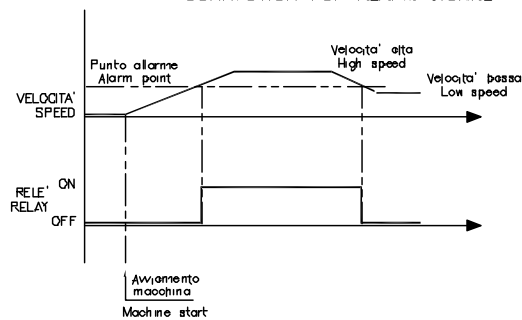 Punto allarme
Alarm point
Velocita' alta
High speed
Velocita' bassa
Low speed
VELOCITA'
SPEED
ON
RELE'
RELAY
OFF
Avviamento
macchina
Machine start